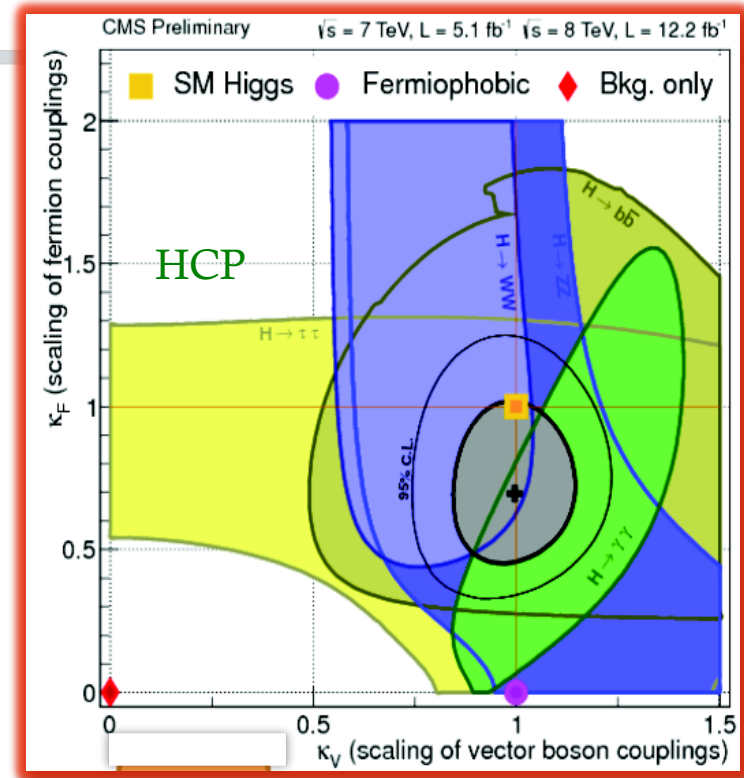 CMS Preliminary √s = 7 TeV, L = 5.1 fb⁻¹ √s = 8 TeV, L = 12.2 fb⁻¹
SM Higgs Fermiophobic Bkg. only
κ_F (scaling of fermion couplings)
2
H → bb̄
1.5
HCP
H → WW
H → ZZ
H → ττ
1
95% C.L.
0.5
H → γγ
0
0 0.5 1 1.5
κ_V (scaling of vector boson couplings)